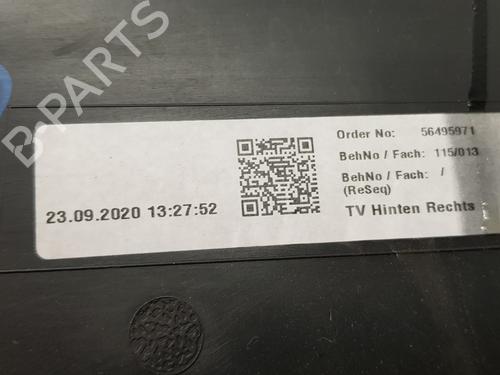 B-PARTS
Order No: 56495971
BehNo / Fach: 115/013
BehNo / Fach: /
(ReSeq)
23.09.2020 13:27:52
TV Hinten Rechts